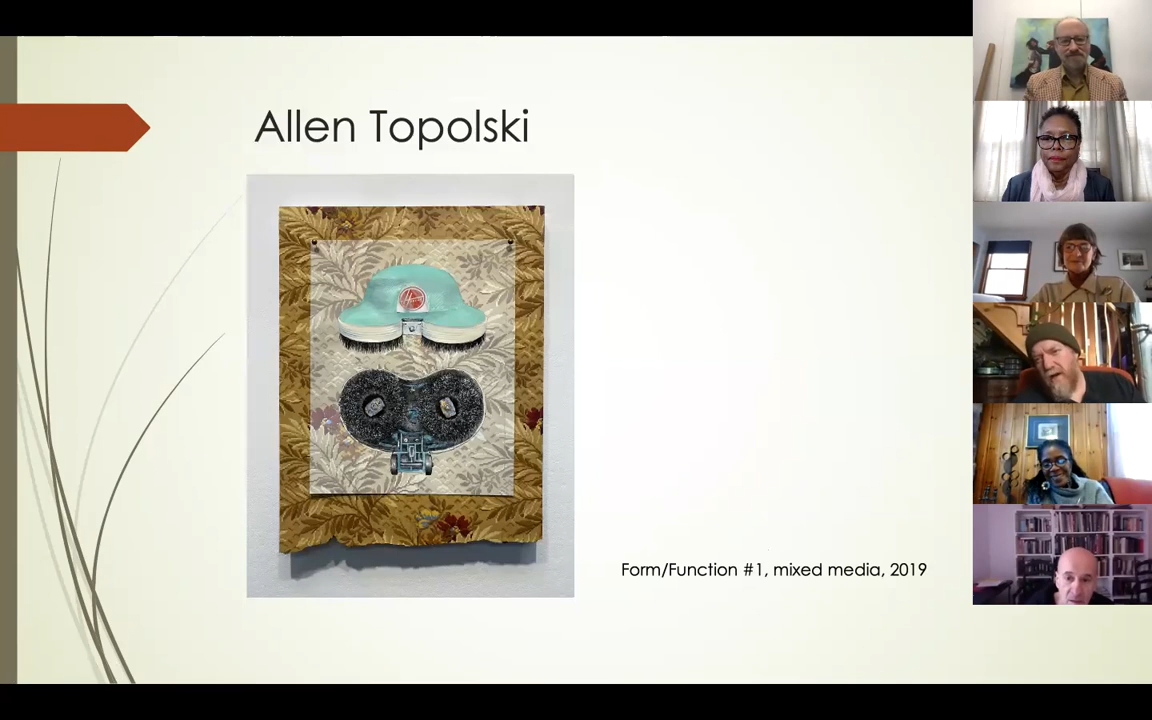 Allen Topolski
Form/Function #1, mixed media, 2019